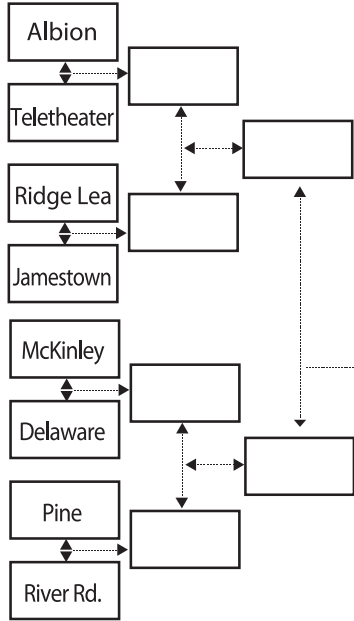 Albion
Teletheater
Ridge Lea
Jamestown
McKinley
Delaware
Pine
River Rd.